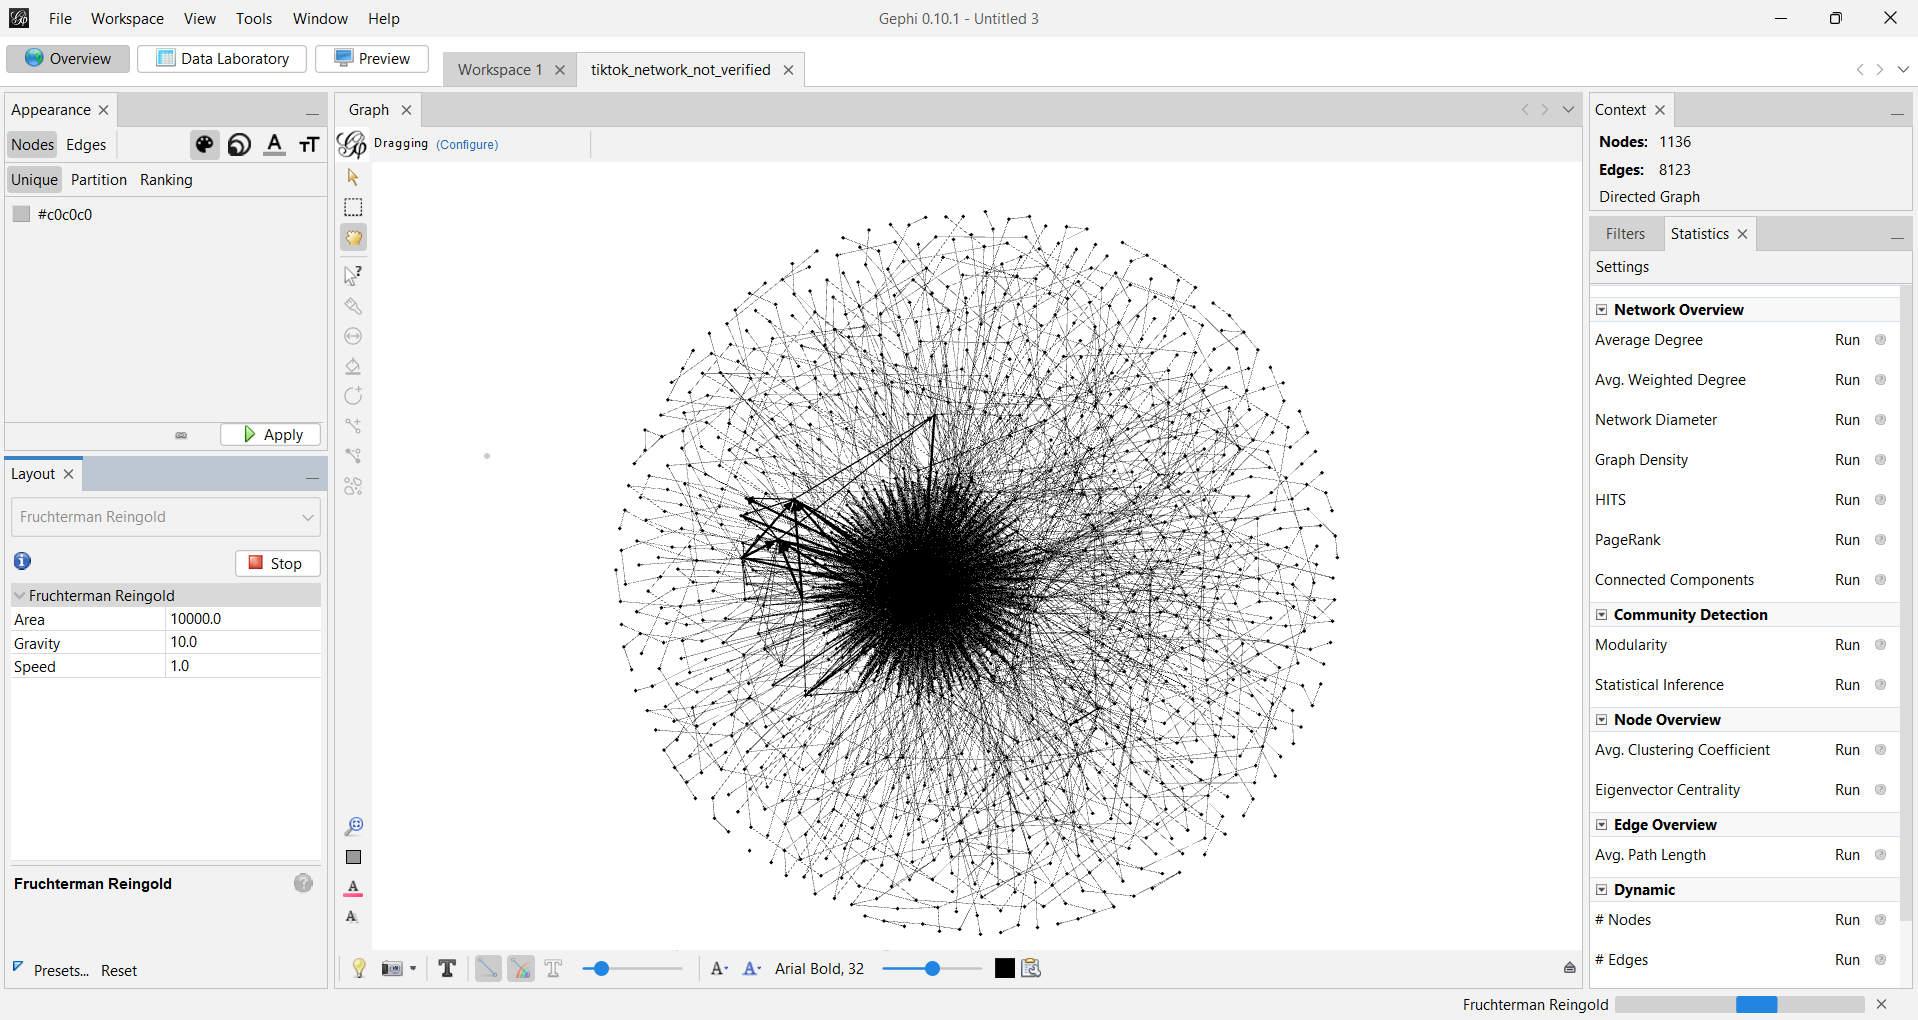 File Workspace View Tools Window Help
Gephi 0.10.1 - Untitled 3
Overview Data Laboratory Preview
Workspace 1 tiktok_network_not_verified
Appearance
Nodes Edges
Unique Partition Ranking
#c0c0c0
Apply
Layout
Fruchterman Reingold
Stop
Fruchterman Reingold
Area 10000.0
Gravity 10.0
Speed 1.0
Fruchterman Reingold
Presets... Reset
Graph
Dragging (Configure)
Arial Bold, 32
Context
Nodes: 1136
Edges: 8123
Directed Graph
Filters Statistics
Settings
Network Overview
Average Degree Run
Avg. Weighted Degree Run
Network Diameter Run
Graph Density Run
HITS Run
PageRank Run
Connected Components Run
Community Detection
Modularity Run
Statistical Inference Run
Node Overview
Avg. Clustering Coefficient Run
Eigenvector Centrality Run
Edge Overview
Avg. Path Length Run
Dynamic
# Nodes Run
# Edges Run
Fruchterman Reingold